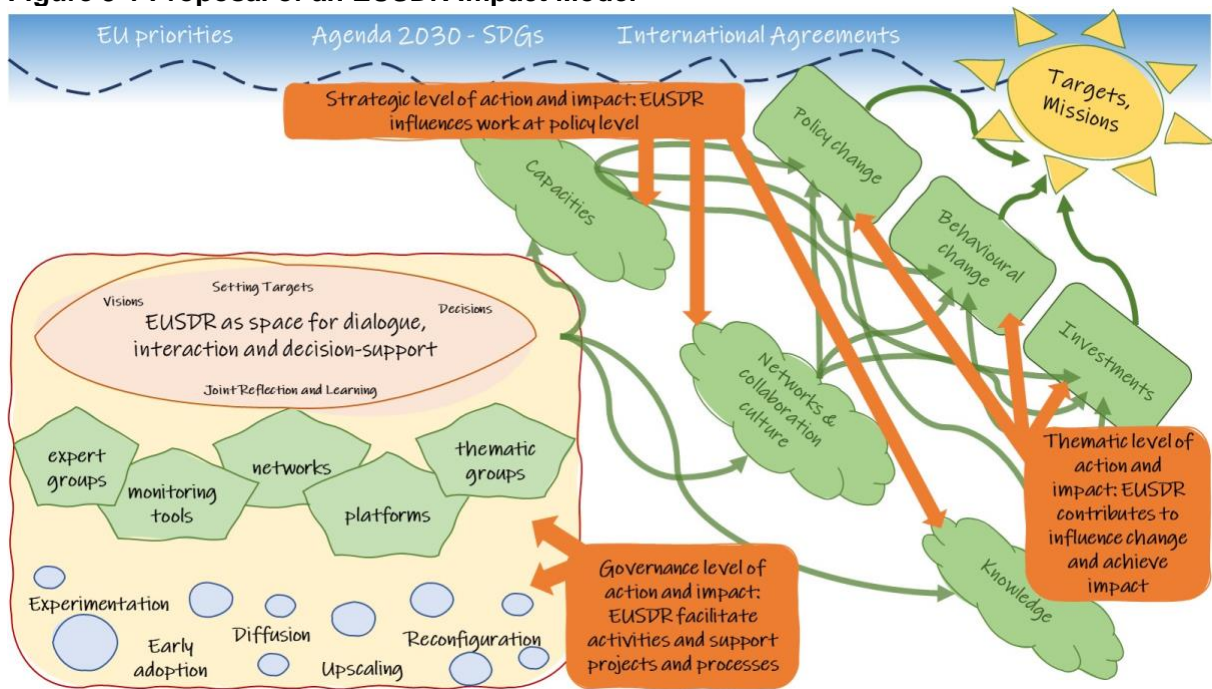 EU priorities
Agenda 2030 - SDGs
International Agreements
Targets,
Missions
Strategic level of action and impact: EUSDR
influences work at policy level
Capacities
Policy change
Behavioural
change
Investments
Networks &
collaboration
culture
Knowledge
Setting Targets
Visions
Decisions
EUSDR as space for dialogue,
interaction and decision-support
Joint Reflection and Learning
expert
groups
monitoring
tools
networks
platforms
thematic
groups
Thematic level of
action and
impact: EUSDR
contributes to
influence change
and achieve
impact
Governance level of
action and impact:
EUSDR facilitate
activities and support
projects and processes
Experimentation
Early
adoption
Diffusion
Upscaling
Reconfiguration